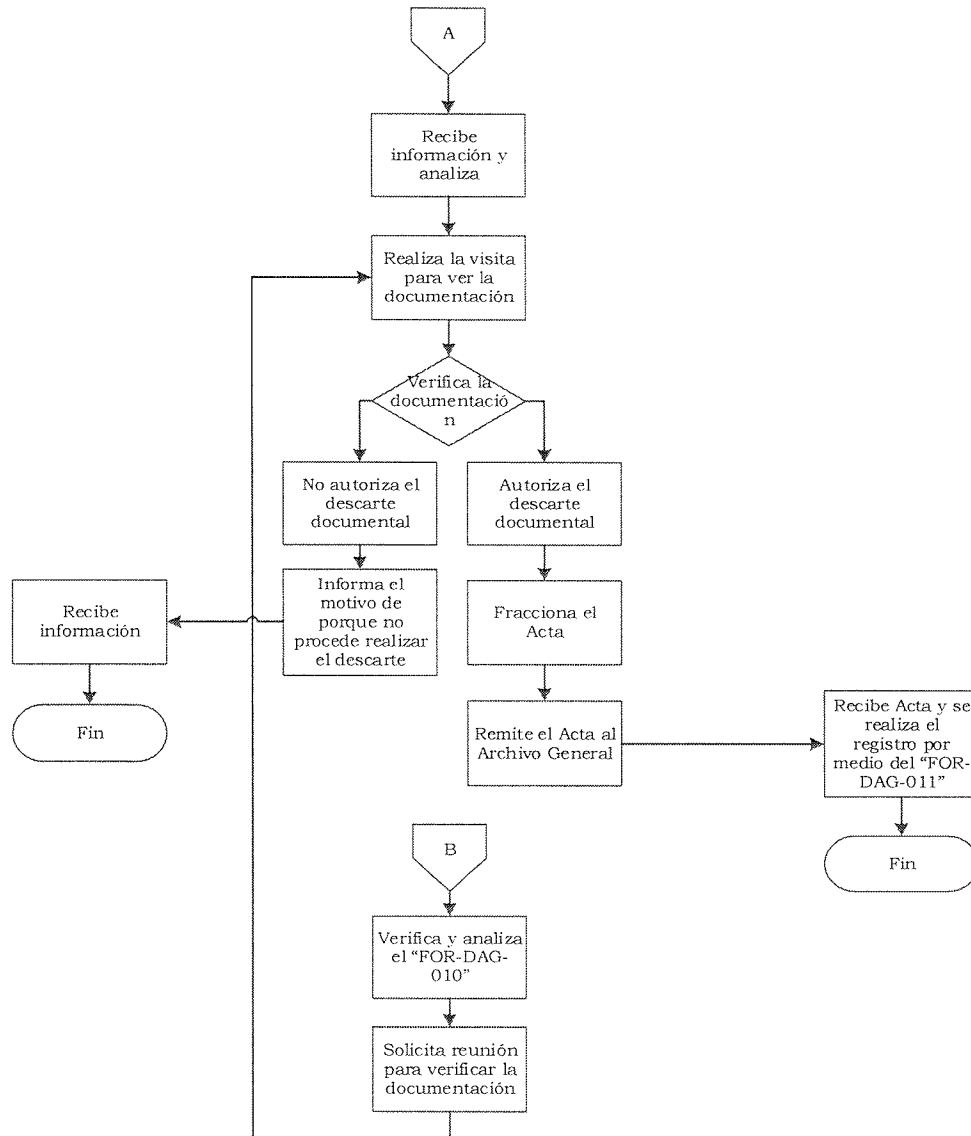 A
Recibe
información y
analiza
Realiza la visita
para ver la
documentación
Verifica la
documentació
n
No autoriza el
descarte
documental
Autoriza el
descarte
documental
Informa el
motivo de
porque no
procede realizar
el descarte
Recibe
información
Fin
Fracciona el
Acta
Remite el Acta al
Archivo General
Recibe Acta y se
realiza el
registro por
medio del “FOR-
DAG-011”
Fin
B
Verifica y analiza
el “FOR-DAG-
010”
Solicita reunión
para verificar la
documentación